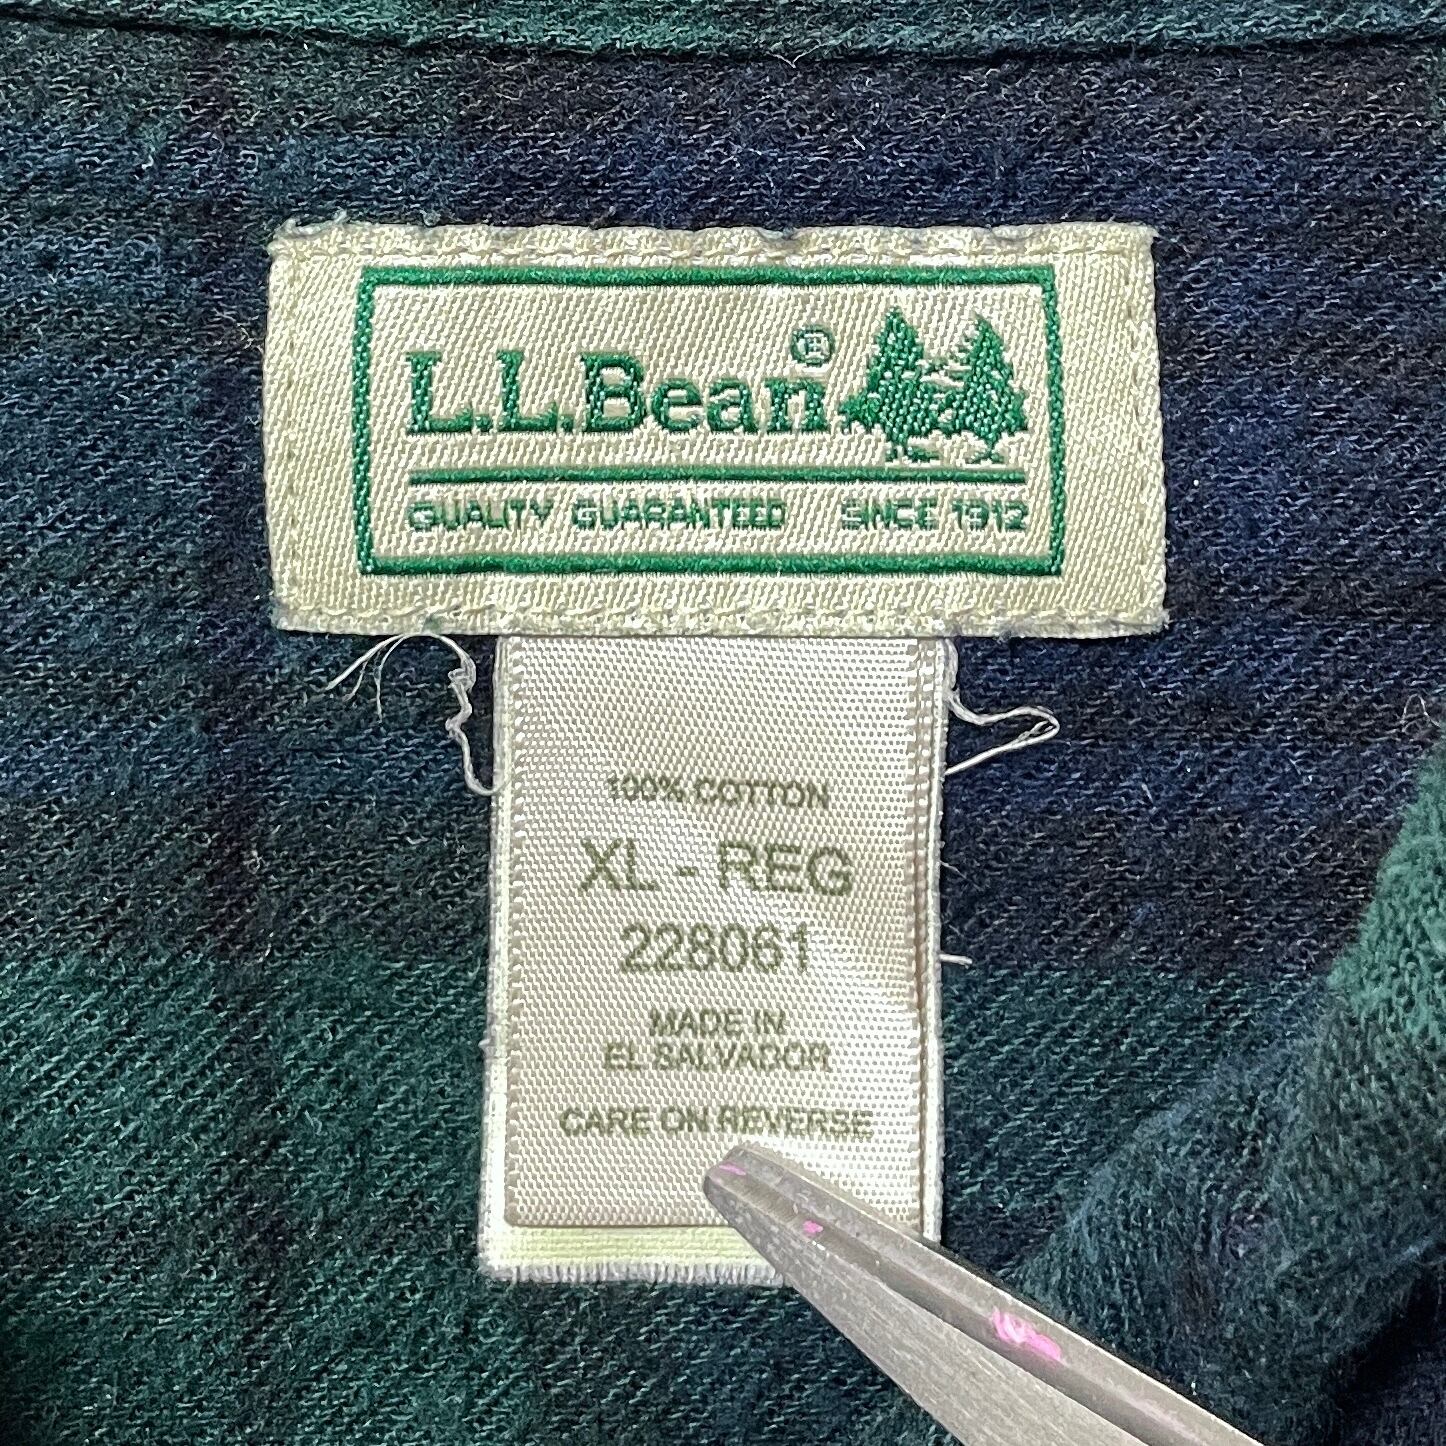 L.L.Bean®
QUALITY GUARANTEED SINCE 1912
100% COTTON
XL - REG
228061
MADE IN
EL SALVADOR
CARE ON REVERSE